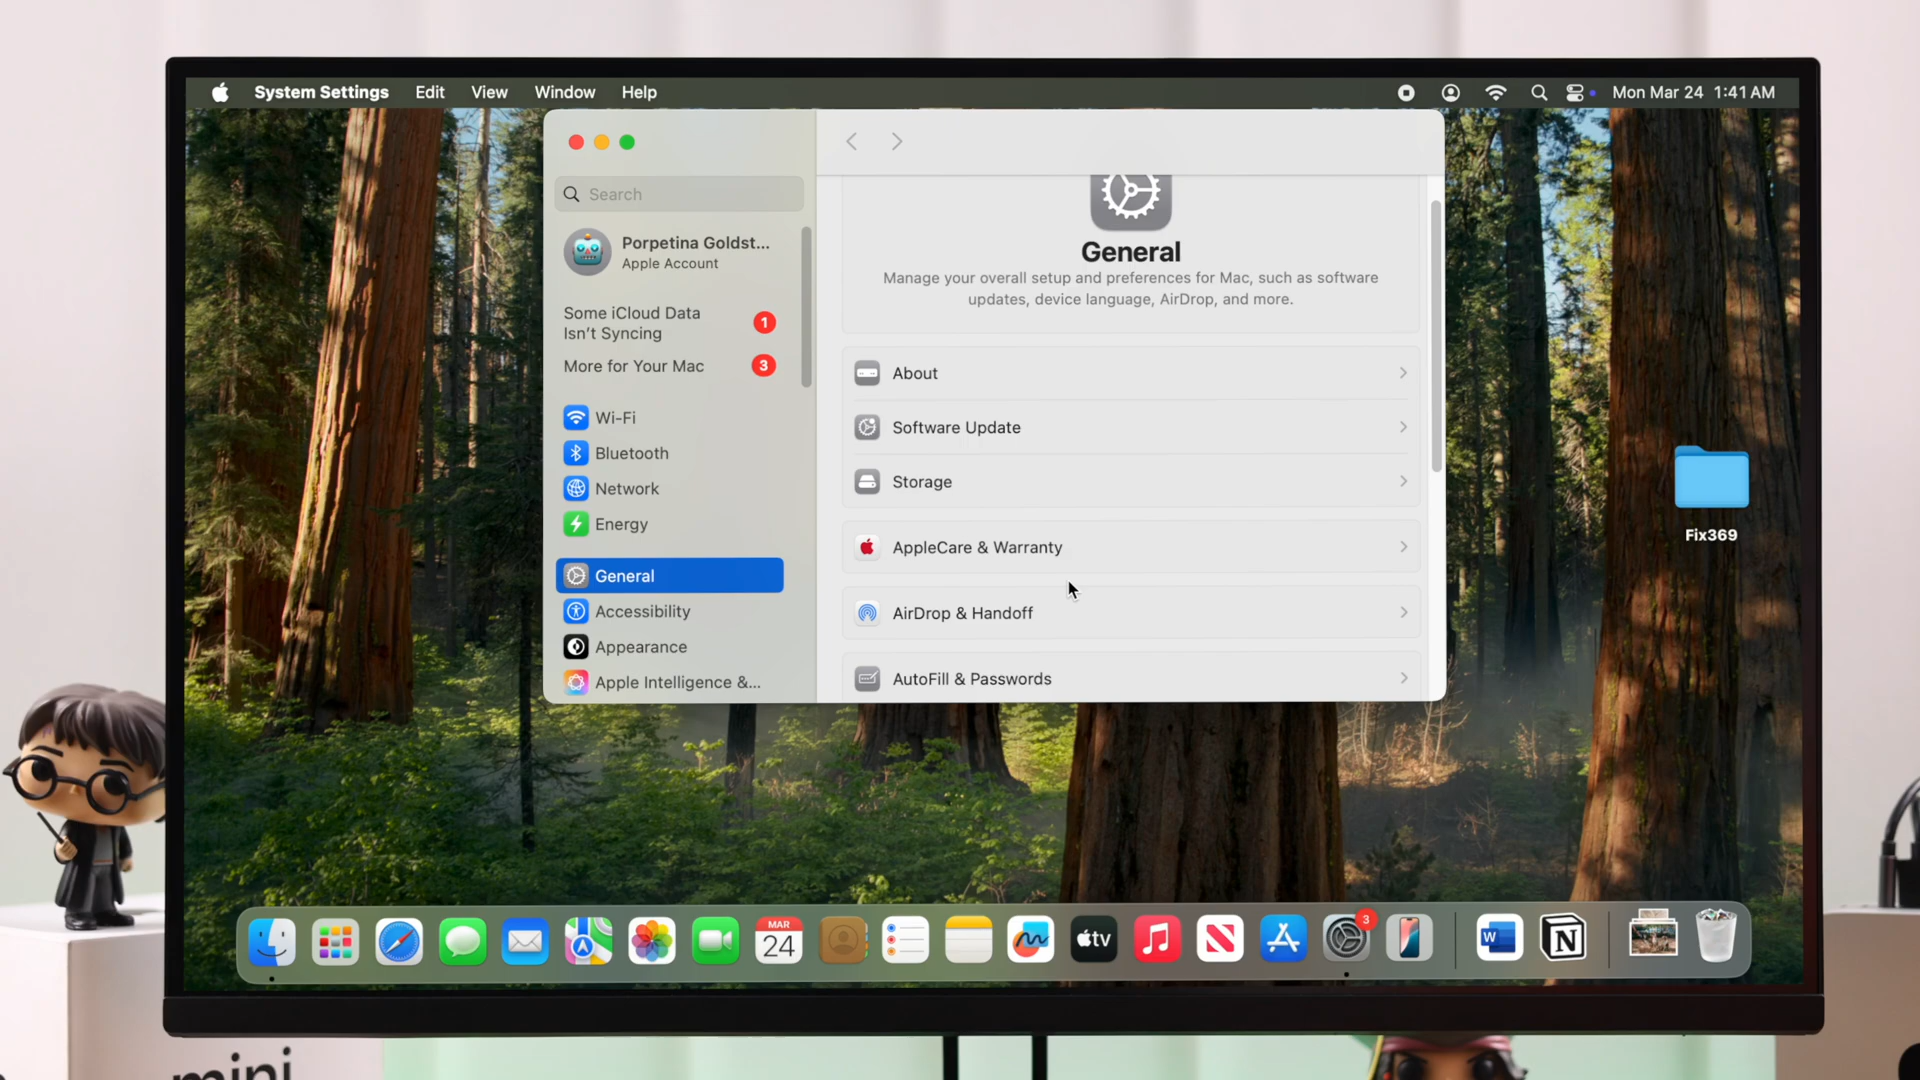 System Settings Edit View Window Help
Mon Mar 24 1:41 AM
Search
Porpetina Goldst...
Apple Account
Some iCloud Data
Isn't Syncing
1
More for Your Mac
3
Wi-Fi
Bluetooth
Network
Energy
General
Accessibility
Appearance
Apple Intelligence &...
General
Manage your overall setup and preferences for Mac, such as software
updates, device language, AirDrop, and more.
About
Software Update
Storage
AppleCare & Warranty
AirDrop & Handoff
AutoFill & Passwords
Fix369
MAR
24
tv
3
W
N
mini